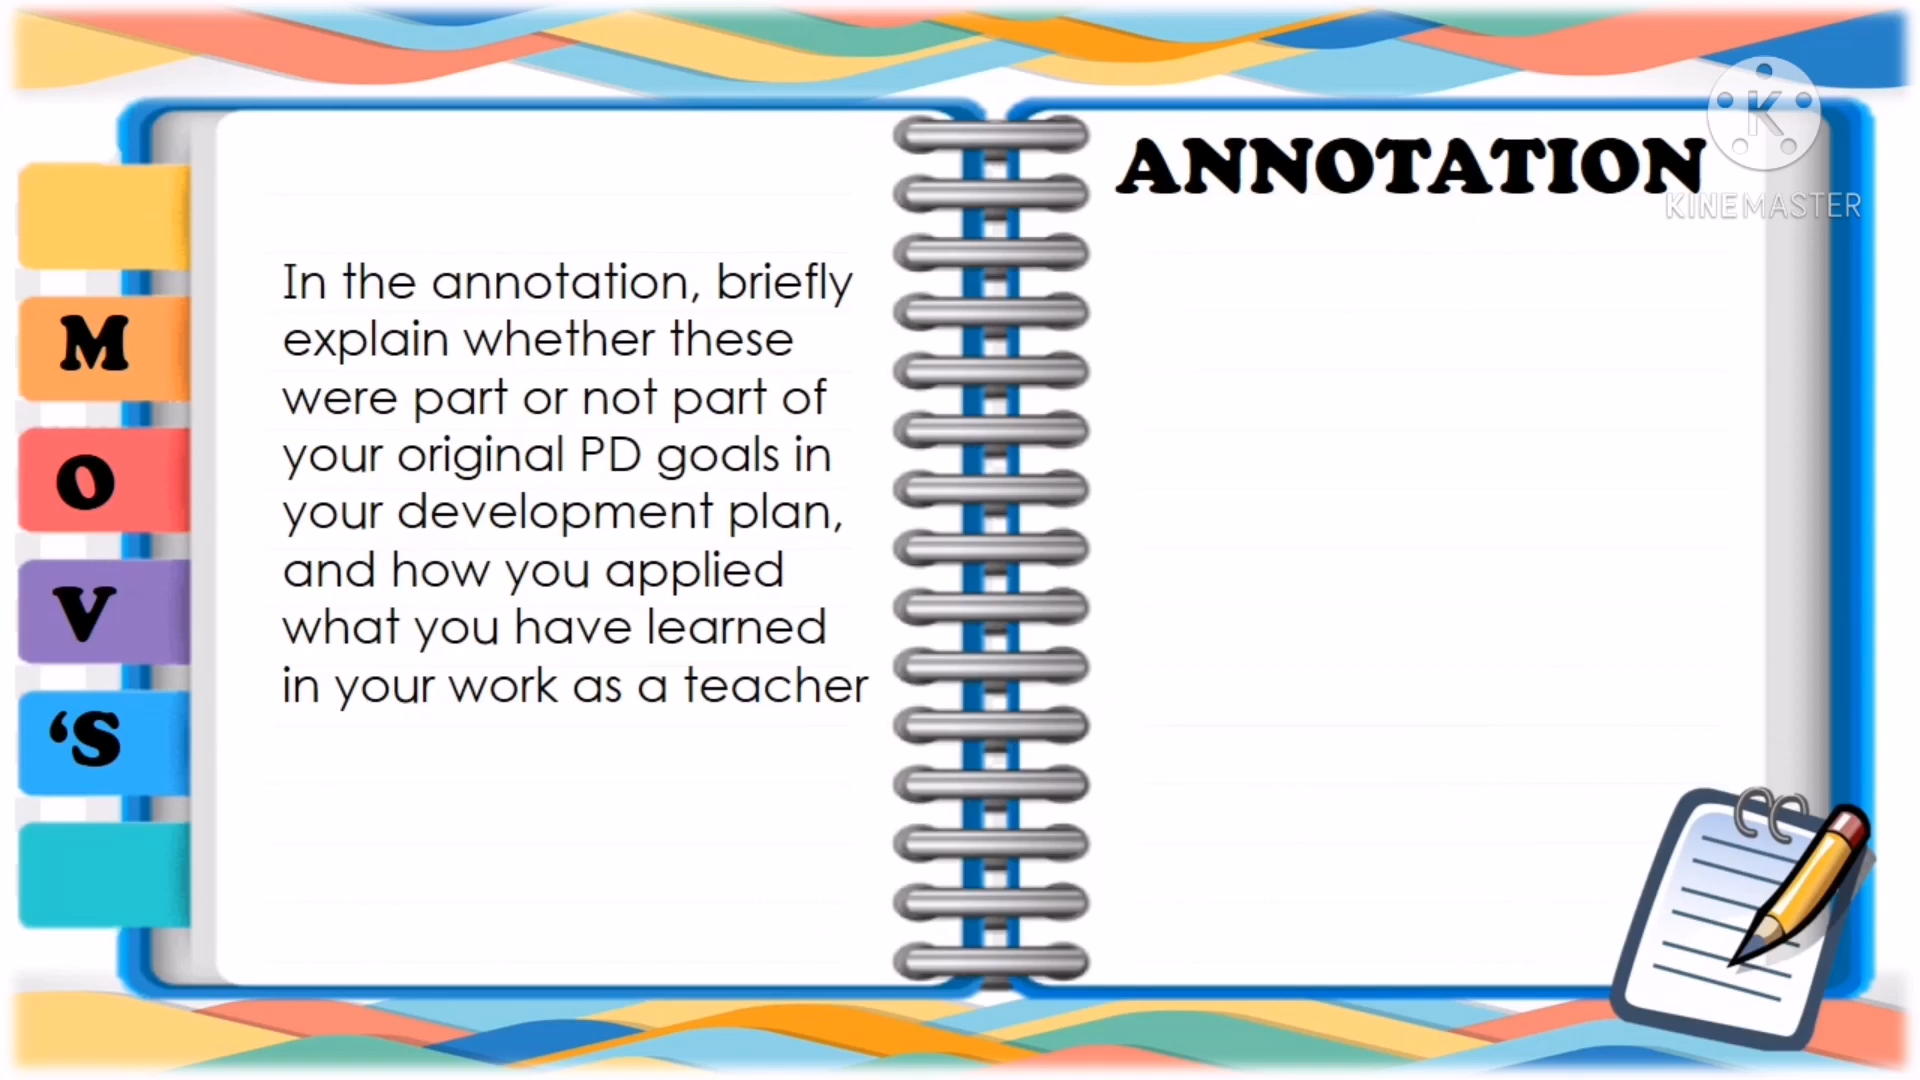 M
O
V
‘S
In the annotation, briefly
explain whether these
were part or not part of
your original PD goals in
your development plan,
and how you applied
what you have learned
in your work as a teacher
ANNOTATION
K
KINEMASTER